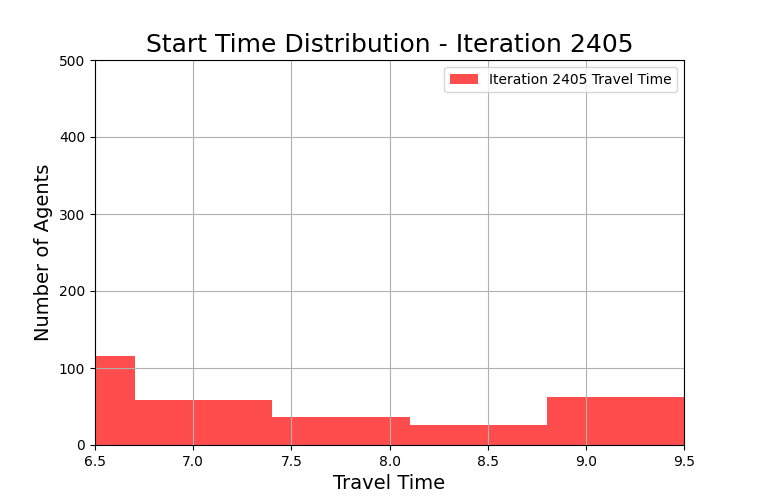 Start Time Distribution - Iteration 2405
Iteration 2405 Travel Time
Number of Agents
500
400
300
200
100
0
6.5 7.0 7.5 8.0 8.5 9.0 9.5
Travel Time